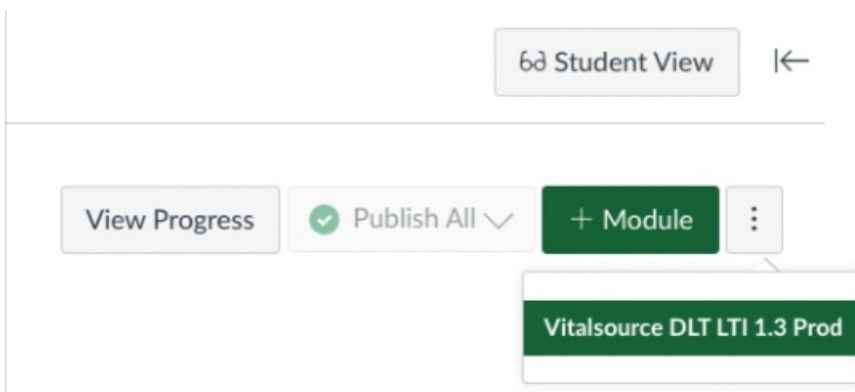 Student View
View Progress Publish All + Module
Vitalsource DLT LTI 1.3 Prod